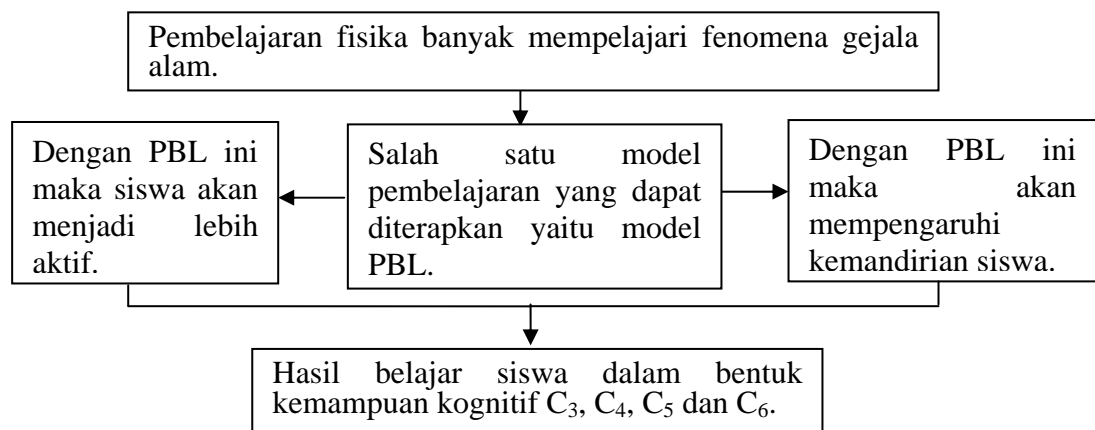 Pembelajaran fisika banyak mempelajari fenomena gejala
alam.
Dengan PBL ini
maka siswa akan
menjadi lebih
aktif.
Salah satu model
pembelajaran yang dapat
diterapkan yaitu model
PBL.
Dengan PBL ini
maka akan
mempengaruhi
kemandirian siswa.
Hasil belajar siswa dalam bentuk
kemampuan kognitif C₃, C₄, C₅ dan C₆.